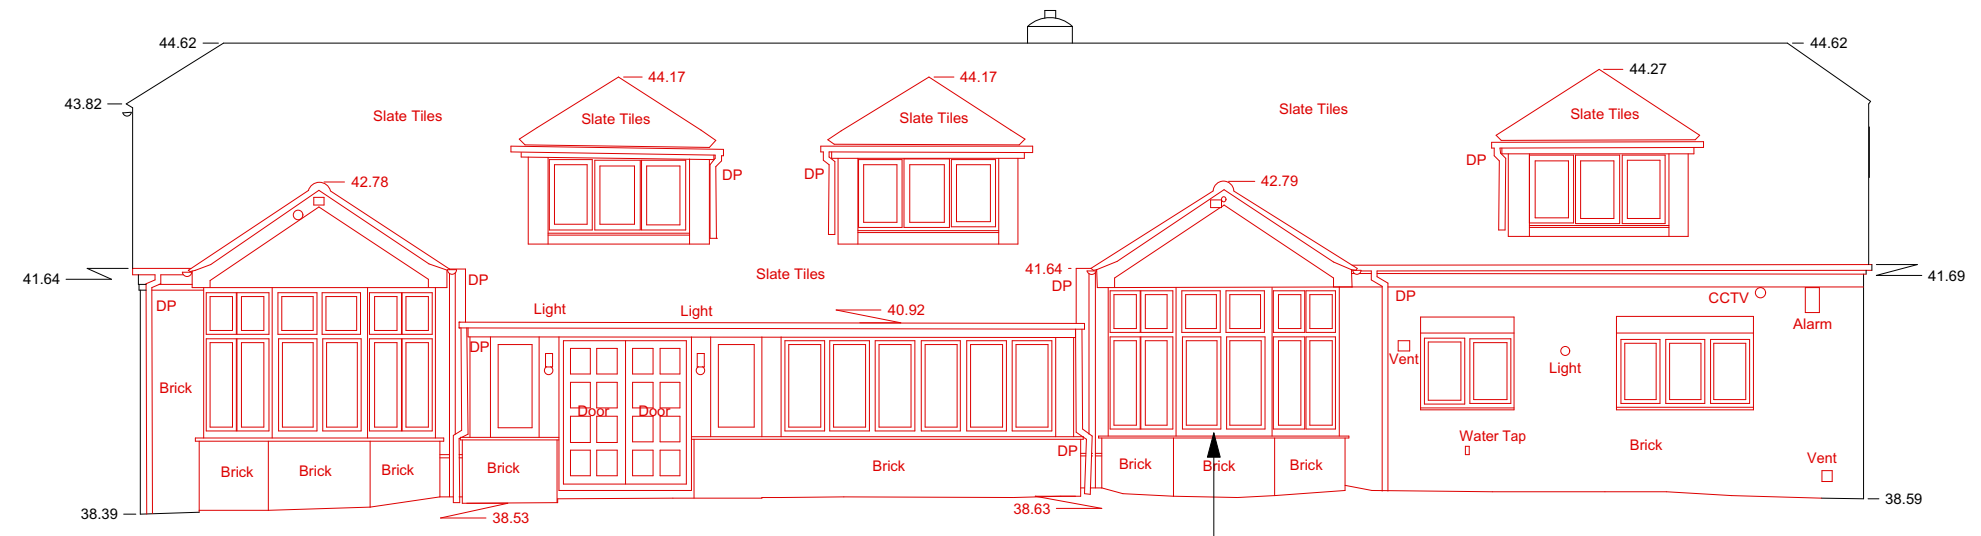 44.62
44.62
44.17
44.17
44.27
43.82
Slate Tiles
Slate Tiles
Slate Tiles
Slate Tiles
Slate Tiles
DP
DP
DP
42.78
42.79
41.64
DP
Slate Tiles
41.64
DP
41.69
DP
Light
Light
40.92
DP
CCTV
Alarm
DP
Vent
Light
Brick
Door
Door
Water Tap
Brick
DP
Brick
Brick
Brick
Brick
Brick
Brick
Brick
Brick
Vent
38.39
38.53
38.63
38.59